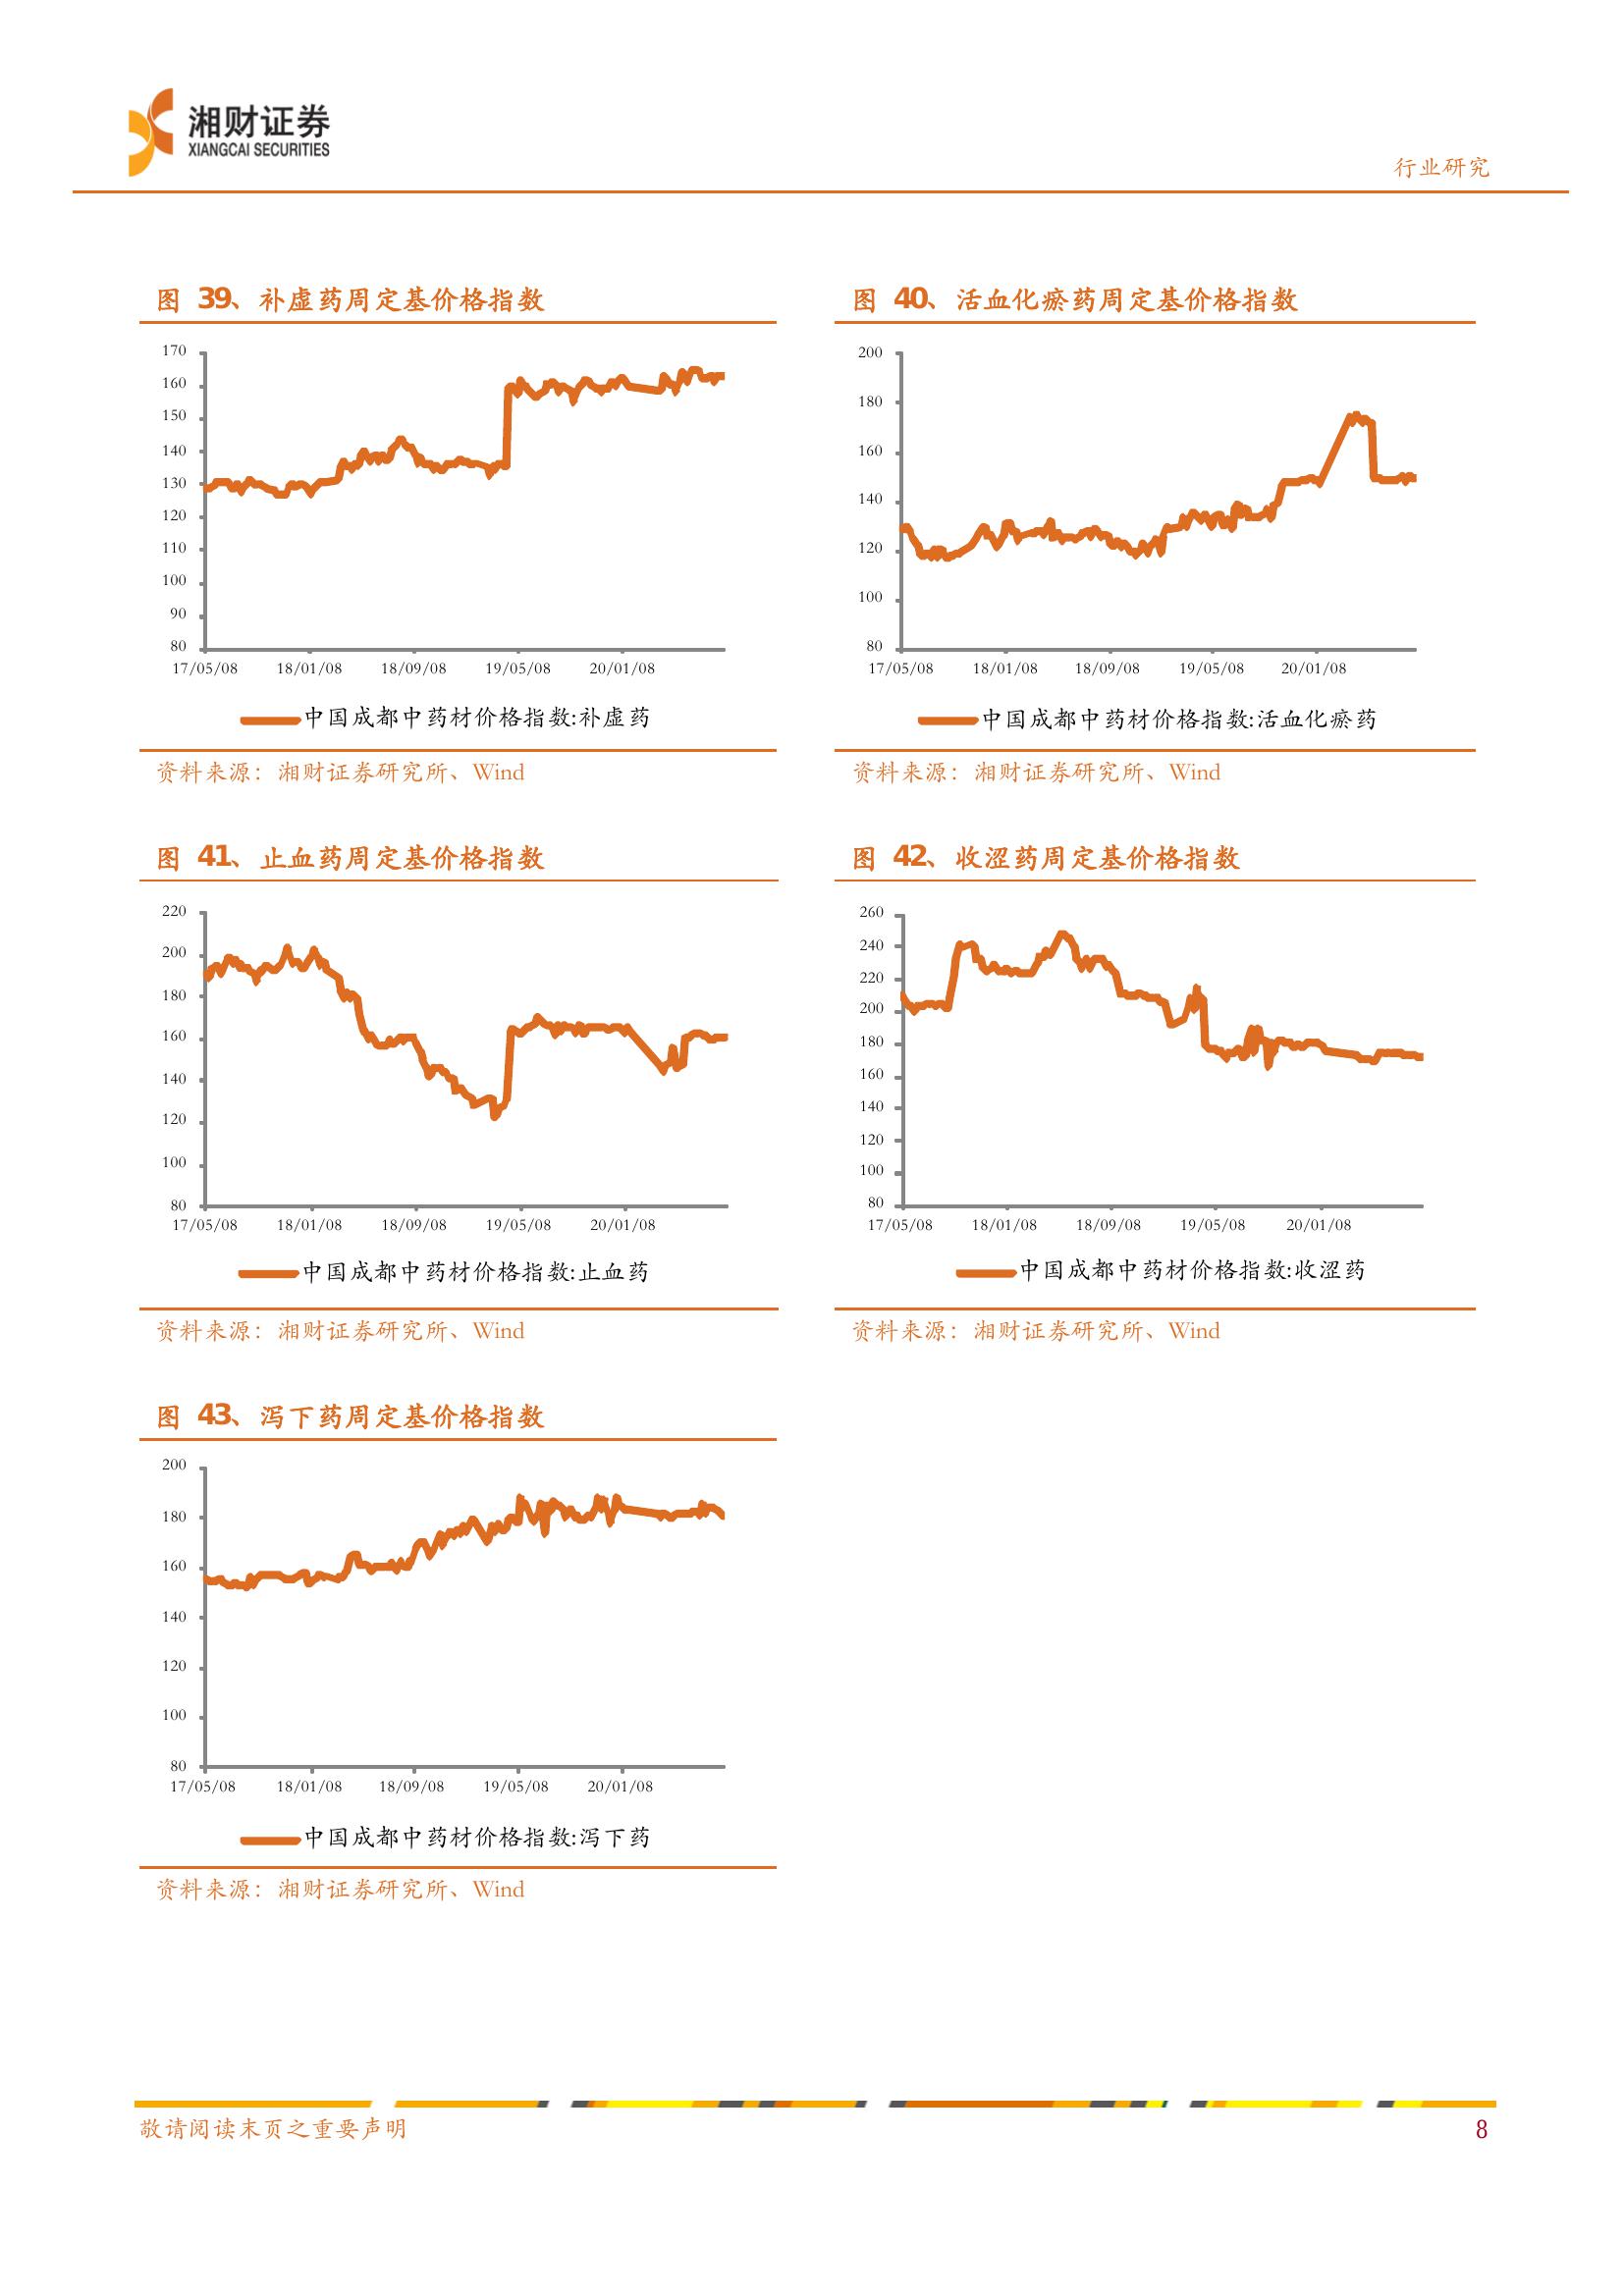 湘财证券
XIANGCAI SECURITIES
行业研究
图 39、补虚药周定基价格指数
170
160
150
140
130
120
110
100
90
80
17/05/08 18/01/08 18/09/08 19/05/08 20/01/08
中国成都中药材价格指数:补虚药
资料来源：湘财证券研究所、Wind
图 40、活血化瘀药周定基价格指数
200
180
160
140
120
100
80
17/05/08 18/01/08 18/09/08 19/05/08 20/01/08
中国成都中药材价格指数:活血化瘀药
资料来源：湘财证券研究所、Wind
图 41、止血药周定基价格指数
220
200
180
160
140
120
100
80
17/05/08 18/01/08 18/09/08 19/05/08 20/01/08
中国成都中药材价格指数:止血药
资料来源：湘财证券研究所、Wind
图 42、收涩药周定基价格指数
260
240
220
200
180
160
140
120
100
80
17/05/08 18/01/08 18/09/08 19/05/08 20/01/08
中国成都中药材价格指数:收涩药
资料来源：湘财证券研究所、Wind
图 43、泻下药周定基价格指数
200
180
160
140
120
100
80
17/05/08 18/01/08 18/09/08 19/05/08 20/01/08
中国成都中药材价格指数:泻下药
资料来源：湘财证券研究所、Wind
敬请阅读末页之重要声明
8